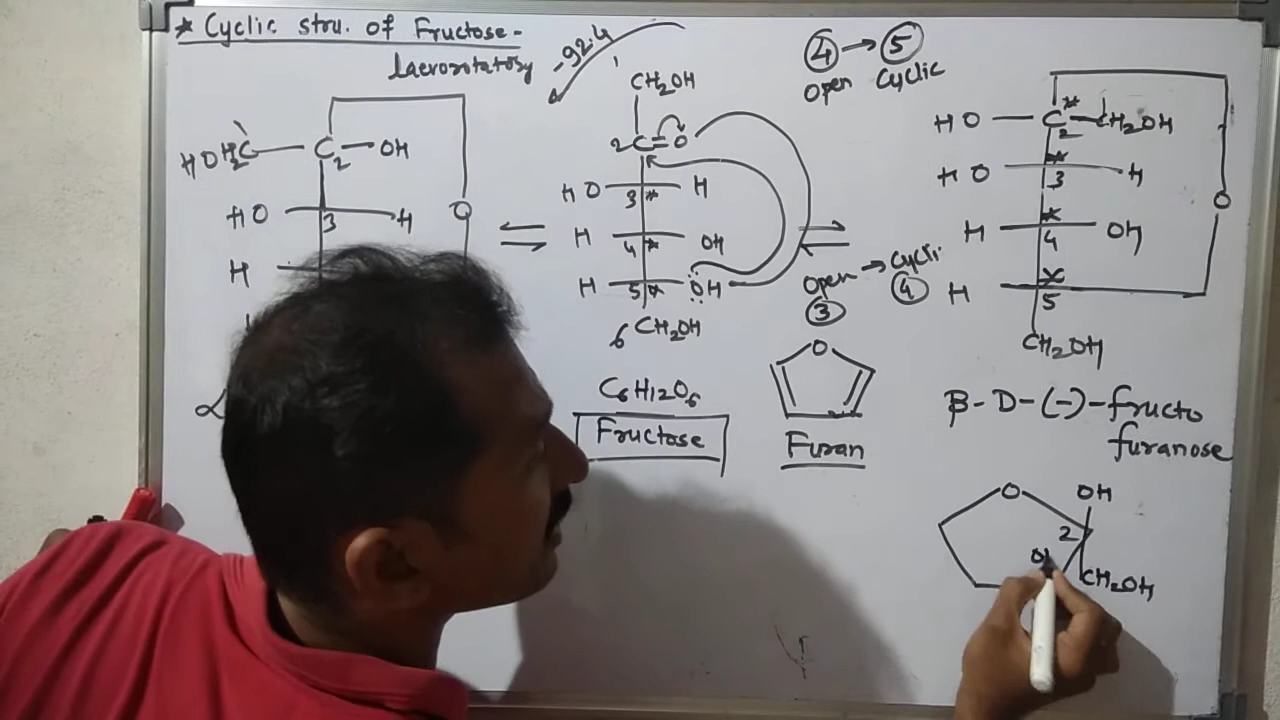 * Cyclic stru. of Fructose -
laevorotatory
-92.4
4 → 5
Open Cyclic
HOH2C — C2 — OH
HO 3 H
H
O
CH2OH
2 C = O
HO 3 * H
H 4 * OH
H 5 * OH
6 CH2OH
C6H12O6
Fructose
Open → Cycli
3 4
O
Furan
HO — C2* — CH2OH
HO * 3 H
H * 4 OH
H * 5
O
CH2OH
β-D-(-)-fructo
furanose
O OH
2
CH2OH